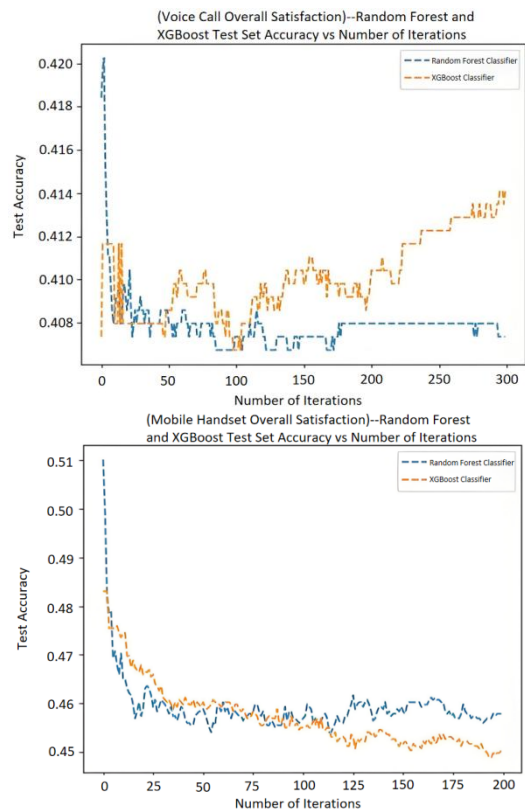 (Voice Call Overall Satisfaction)--Random Forest and
XGBoost Test Set Accuracy vs Number of Iterations
Random Forest Classifier
XGBoost Classifier
0.420
0.418
0.416
0.414
0.412
0.410
0.408
Test Accuracy
0 50 100 150 200 250 300
Number of Iterations
(Mobile Handset Overall Satisfaction)--Random Forest
and XGBoost Test Set Accuracy vs Number of Iterations
Random Forest Classifier
XGBoost Classifier
0.51
0.50
0.49
0.48
0.47
0.46
0.45
Test Accuracy
0 25 50 75 100 125 150 175 200
Number of Iterations